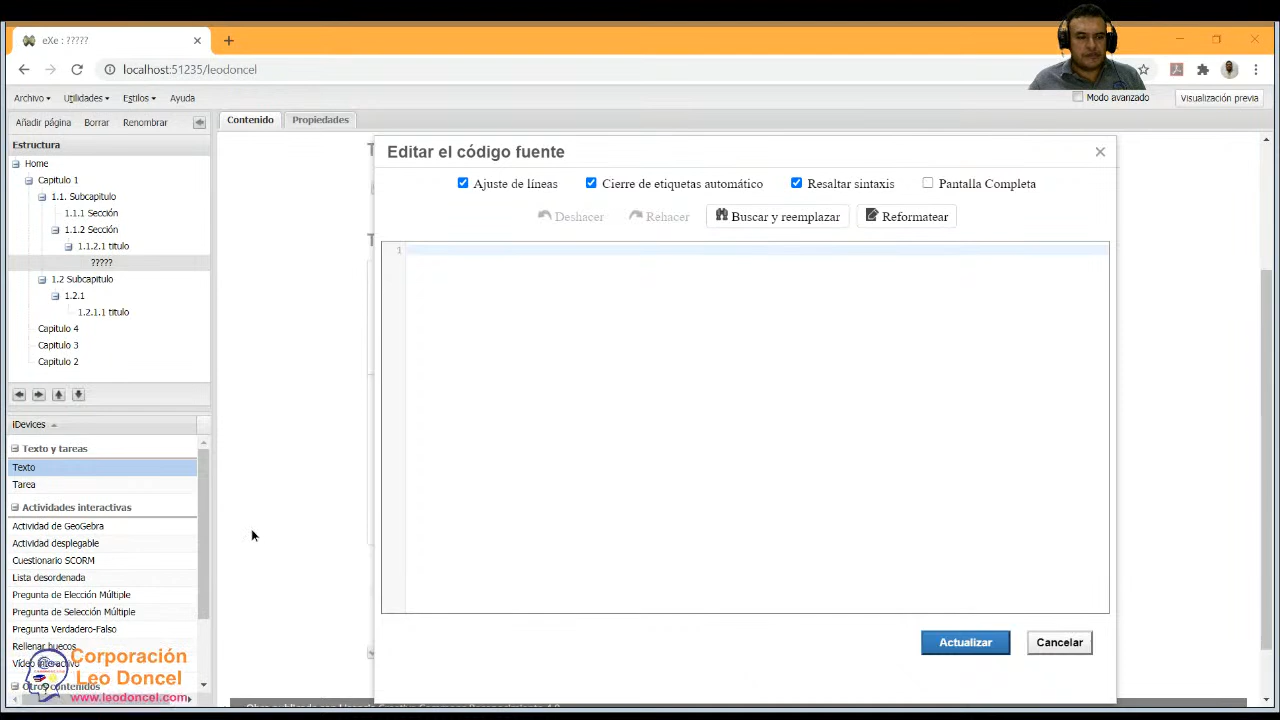 eXe : ?????
localhost:51235/leodoncel
Archivo Utilidades Estilos Ayuda
Modo avanzado
Visualización previa
Añadir página Borrar Renombrar
Contenido Propiedades
Estructura
Home
Capitulo 1
1.1. Subcapitulo
1.1.1 Sección
1.1.2 Sección
1.1.2.1 titulo
?????
1.2 Subcapitulo
1.2.1
1.2.1.1 titulo
Capitulo 4
Capitulo 3
Capitulo 2
iDevices
Texto y tareas
Texto
Tarea
Actividades interactivas
Actividad de GeoGebra
Actividad desplegable
Cuestionario SCORM
Lista desordenada
Pregunta de Elección Múltiple
Pregunta de Selección Múltiple
Pregunta Verdadero-Falso
Rellenar huecos
Otros contenidos
Corporación
Leo Doncel
www.leodoncel.com
Editar el código fuente
Ajuste de líneas Cierre de etiquetas automático Resaltar sintaxis Pantalla Completa
Deshacer Rehacer Buscar y reemplazar Reformatear
1
Actualizar Cancelar